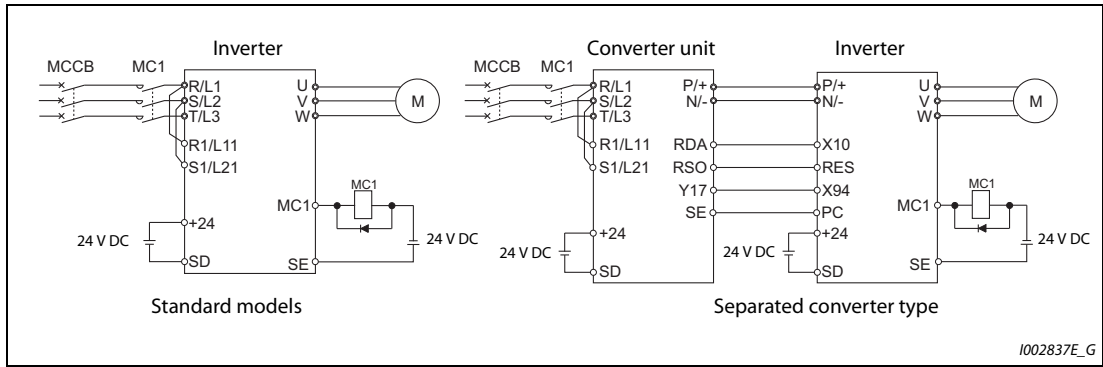 Inverter
MCCB MC1
R/L1
S/L2
T/L3
R1/L11
S1/L21
+24
24 V DC
SD
U
V
W
M
MC1
MC1
SE
24 V DC
Standard models
Converter unit
MCCB MC1
R/L1
S/L2
T/L3
R1/L11
S1/L21
+24
24 V DC
SD
P/+
N/-
RDA
RSO
Y17
SE
Inverter
P/+
N/-
X10
RES
X94
PC
+24
24 V DC
SD
U
V
W
M
MC1
MC1
SE
24 V DC
Separated converter type
I002837E_G